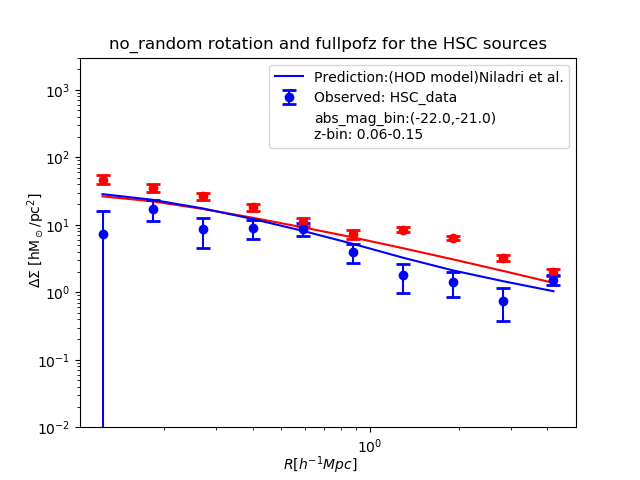 no_random rotation and fullpofz for the HSC sources
Prediction:(HOD model)Niladri et al.
Observed: HSC_data
abs_mag_bin:(-22.0,-21.0)
z-bin: 0.06-0.15
10³
10²
10¹
10⁰
10⁻¹
10⁻²
ΔΣ [hM⊙/pc²]
10⁰
R[h⁻¹Mpc]